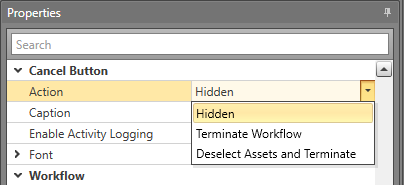 Properties
Search
Cancel Button
Action Hidden
Caption Hidden
Enable Activity Logging Terminate Workflow
Font Deselect Assets and Terminate
Workflow